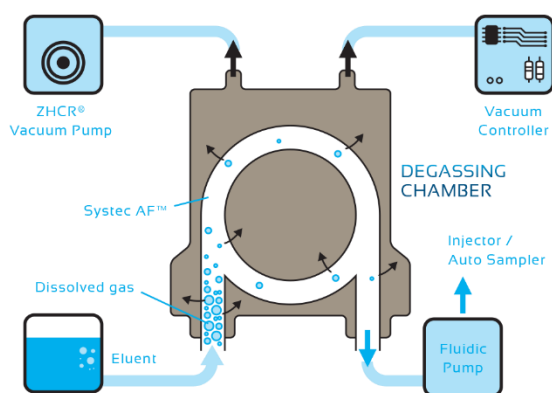 ZHCR®
Vacuum Pump
Vacuum
Controller
DEGASSING
CHAMBER
Systec AF™
Injector /
Auto Sampler
Dissolved gas
Eluent
Fluidic
Pump